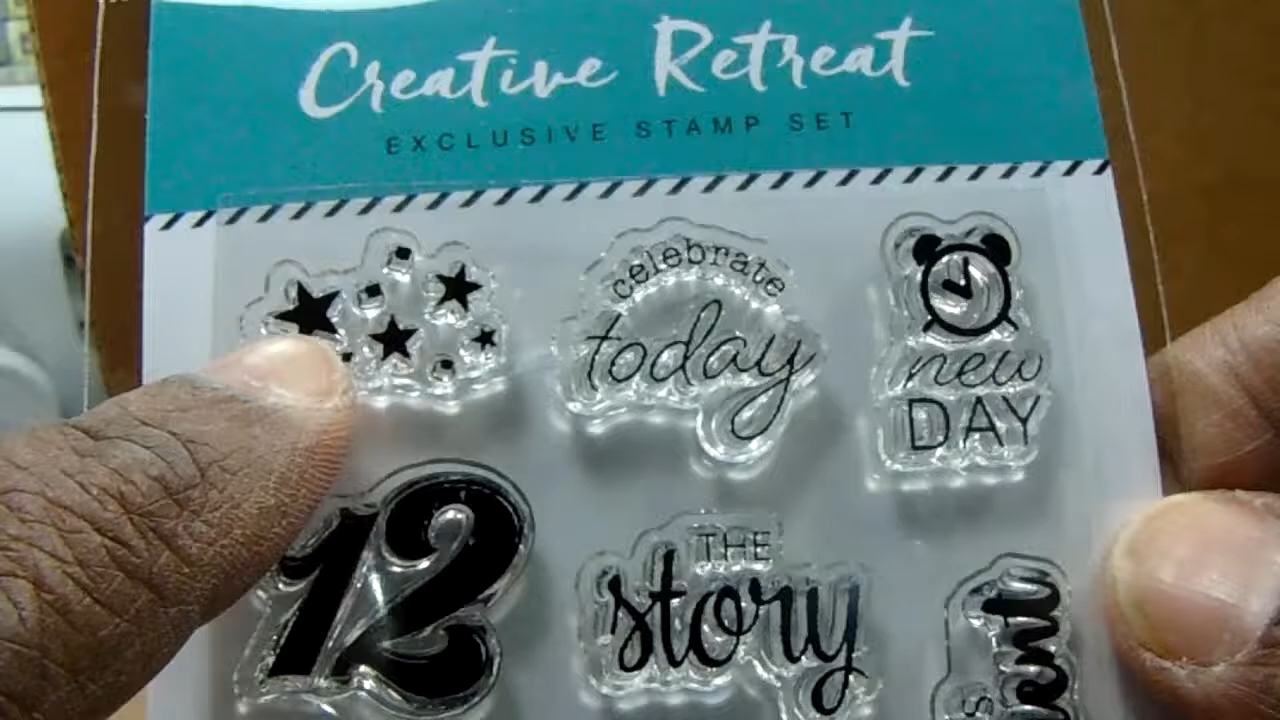 Creative Retreat
EXCLUSIVE STAMP SET
celebrate
today
new
DAY
12
THE
story